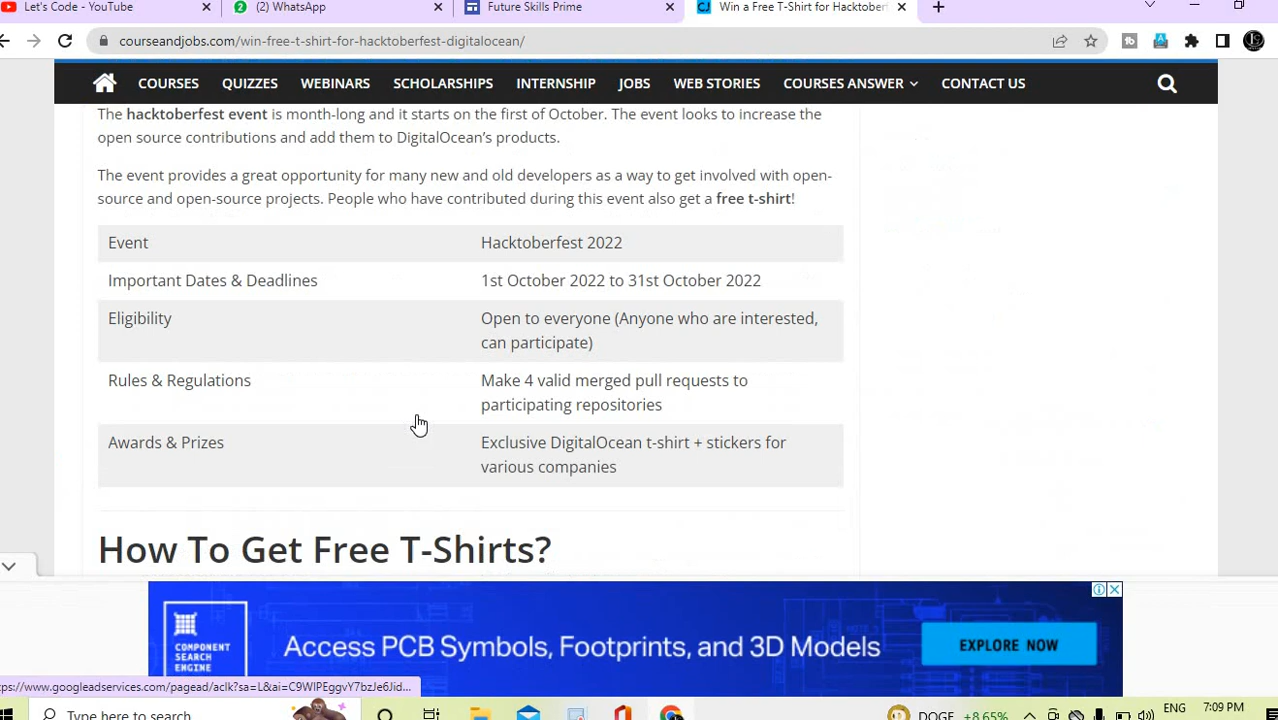 Let's Code - YouTube
(2) WhatsApp
Future Skills Prime
Win a Free T-Shirt for Hacktober
courseandjobs.com/win-free-t-shirt-for-hacktoberfest-digitalocean/
COURSES QUIZZES WEBINARS SCHOLARSHIPS INTERNSHIP JOBS WEB STORIES COURSES ANSWER CONTACT US
The hacktoberfest event is month-long and it starts on the first of October. The event looks to increase the
open source contributions and add them to DigitalOcean's products.
The event provides a great opportunity for many new and old developers as a way to get involved with open-
source and open-source projects. People who have contributed during this event also get a free t-shirt!
Event Hacktoberfest 2022
Important Dates & Deadlines 1st October 2022 to 31st October 2022
Eligibility Open to everyone (Anyone who are interested,
can participate)
Rules & Regulations Make 4 valid merged pull requests to
participating repositories
Awards & Prizes Exclusive DigitalOcean t-shirt + stickers for
various companies
How To Get Free T-Shirts?
COMPONENT
SEARCH
ENGINE
Access PCB Symbols, Footprints, and 3D Models
EXPLORE NOW
ps://www.googleadservices.com/pagead/aclk?sa=L&ai=C9WIPEggvY7bzJe6Jid...
Type here to search
DOGE +8.65%
ENG
7:09 PM